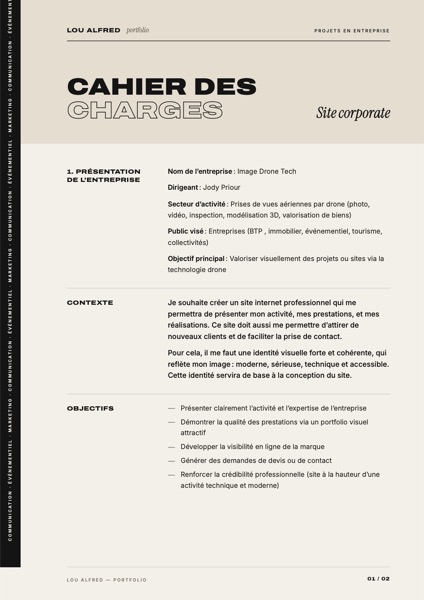 LOU ALFRED portfolio
PROJETS EN ENTREPRISE
CAHIER DES
CHARGES
Site corporate
1. PRÉSENTATION
DE L'ENTREPRISE
Nom de l'entreprise : Image Drone Tech
Dirigeant : Jody Priour
Secteur d'activité : Prises de vues aériennes par drone (photo,
vidéo, inspection, modélisation 3D, valorisation de biens)
Public visé : Entreprises (BTP , immobilier, événementiel, tourisme,
collectivités)
Objectif principal : Valoriser visuellement des projets ou sites via la
technologie drone
CONTEXTE
Je souhaite créer un site internet professionnel qui me
permettra de présenter mon activité, mes prestations, et mes
réalisations. Ce site doit aussi me permettre d'attirer de
nouveaux clients et de faciliter la prise de contact.
Pour cela, il me faut une identité visuelle forte et cohérente, qui
reflète mon image : moderne, sérieuse, technique et accessible.
Cette identité servira de base à la conception du site.
OBJECTIFS
— Présenter clairement l'activité et l'expertise de l'entreprise
— Démontrer la qualité des prestations via un portfolio visuel
attractif
— Développer la visibilité en ligne de la marque
— Générer des demandes de devis ou de contact
— Renforcer la crédibilité professionnelle (site à la hauteur d'une
activité technique et moderne)
LOU ALFRED — PORTFOLIO
01 / 02
COMMUNICATION · ÉVÉNEMENTIEL · MARKETING · COMMUNICATION · ÉVÉNEMENTIEL · MARKETING · COMMUNICATION · ÉVÉNEMENTIEL · MARKETING · COMMUNICATION · ÉVÉNEMENT